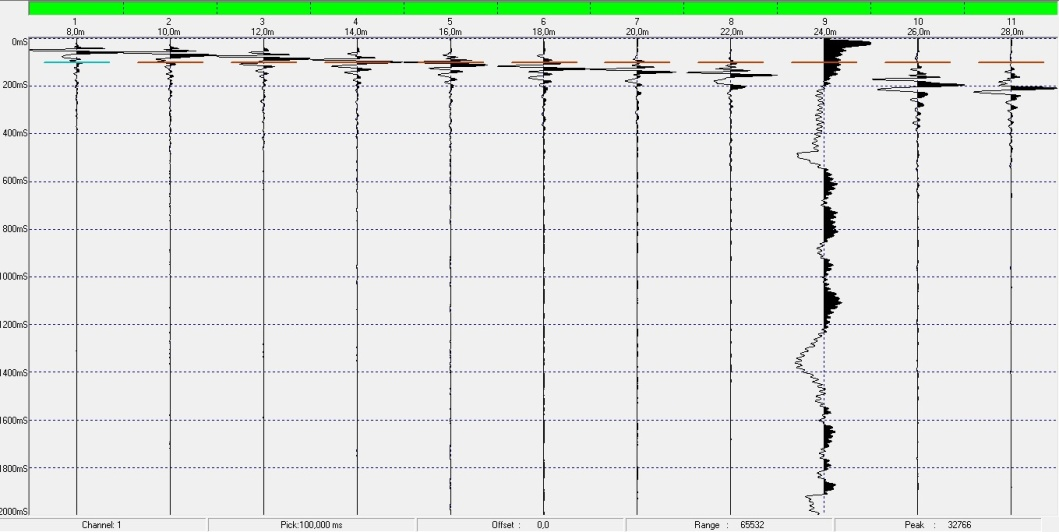 1 2 3 4 5 6 7 8 9 10 11
8,0m 10,0m 12,0m 14,0m 16,0m 18,0m 20,0m 22,0m 24,0m 26,0m 28,0m
0mS
200mS
400mS
600mS
800mS
1000mS
1200mS
1400mS
1600mS
1800mS
2000mS
Channel: 1 Pick:100,000 ms Offset : 0,0 Range : 65532 Peak : 32766